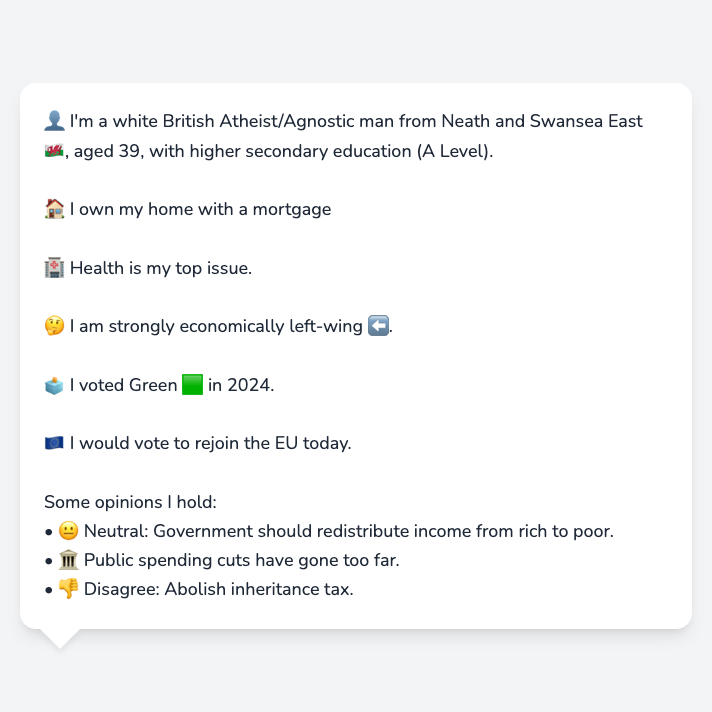 👤 I'm a white British Atheist/Agnostic man from Neath and Swansea East
🏴󠁧󠁢󠁷󠁬󠁳󠁿, aged 39, with higher secondary education (A Level).
🏠 I own my home with a mortgage
🏥 Health is my top issue.
🤔 I am strongly economically left-wing ⬅️.
🗳️ I voted Green 🟩 in 2024.
🇪🇺 I would vote to rejoin the EU today.
Some opinions I hold:
• 😐 Neutral: Government should redistribute income from rich to poor.
• 🏛️ Public spending cuts have gone too far.
• 👎 Disagree: Abolish inheritance tax.